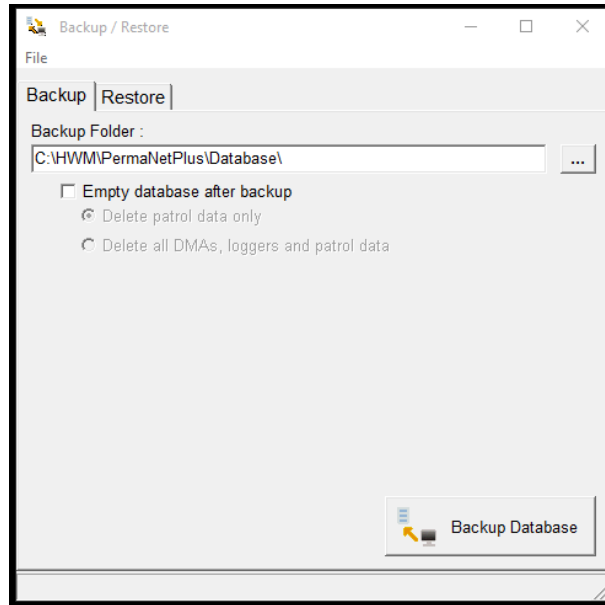 Backup / Restore
File
Backup Restore
Backup Folder :
C:\HWM\PermaNetPlus\Database\ ...
Empty database after backup
Delete patrol data only
Delete all DMAs, loggers and patrol data
Backup Database